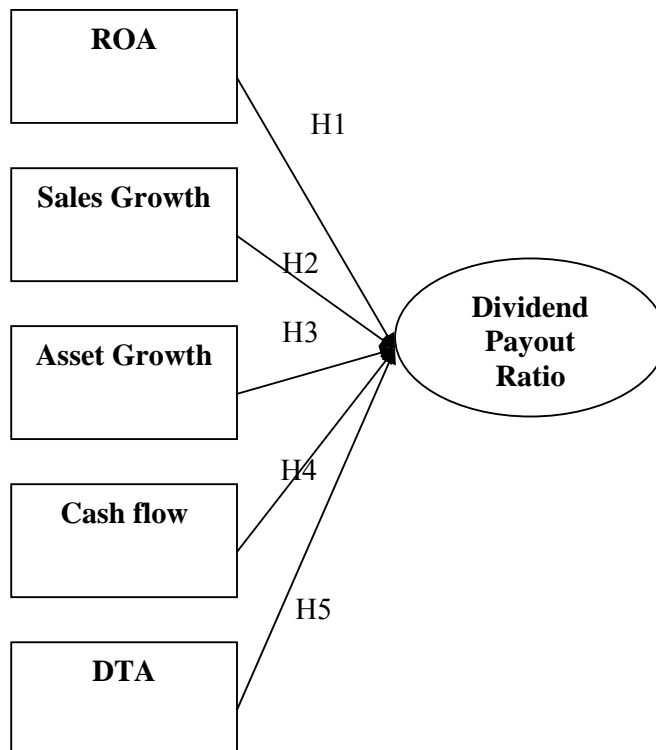 ROA
H1
Sales Growth
H2
Asset Growth
H3
Dividend
Payout
Ratio
Cash flow
H4
DTA
H5